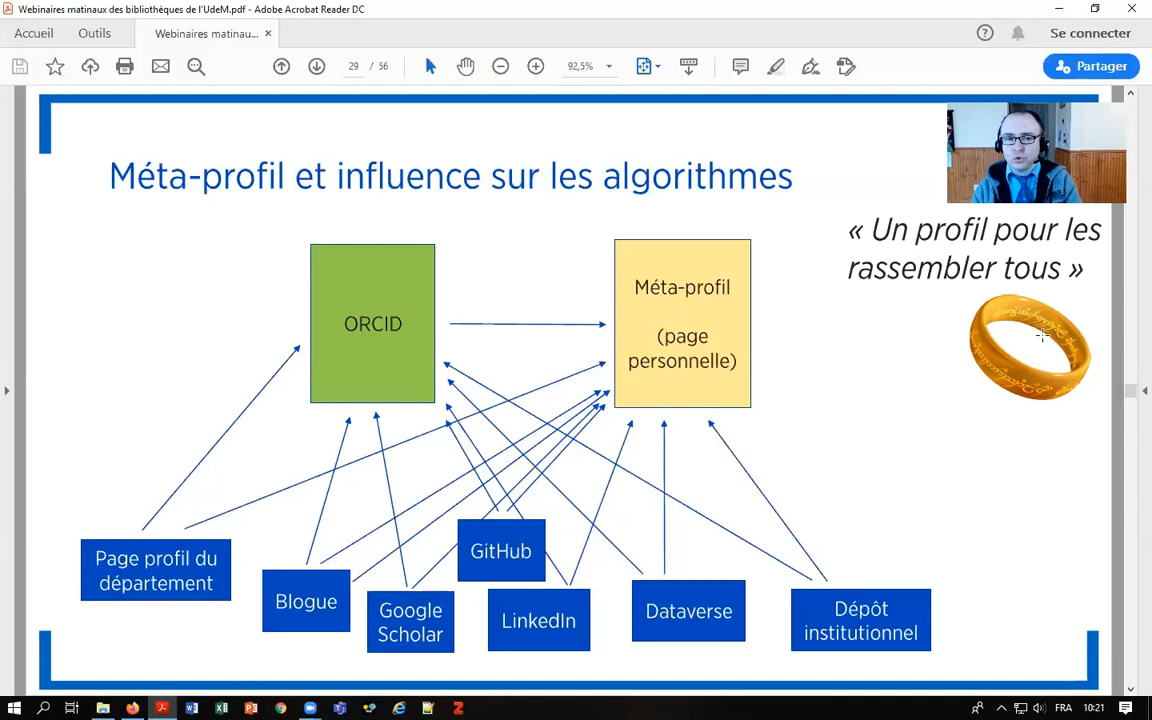 Webinaires matinaux des bibliothèques de l'UdeM.pdf - Adobe Acrobat Reader DC
Accueil
Outils
Webinaires matinau...
Se connecter
29 / 56
92,5%
Partager
Méta-profil et influence sur les algorithmes
« Un profil pour les
rassembler tous »
ORCID
Méta-profil
(page
personnelle)
Page profil du
département
Blogue
Google
Scholar
GitHub
LinkedIn
Dataverse
Dépôt
institutionnel
FRA
10:21